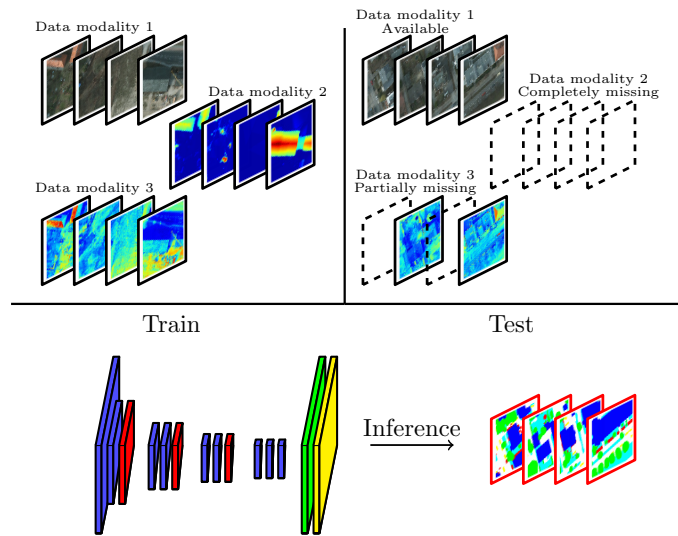 Data modality 1
Data modality 2
Data modality 3
Data modality 1
Available
Data modality 2
Completely missing
Data modality 3
Partially missing
Train
Test
Inference